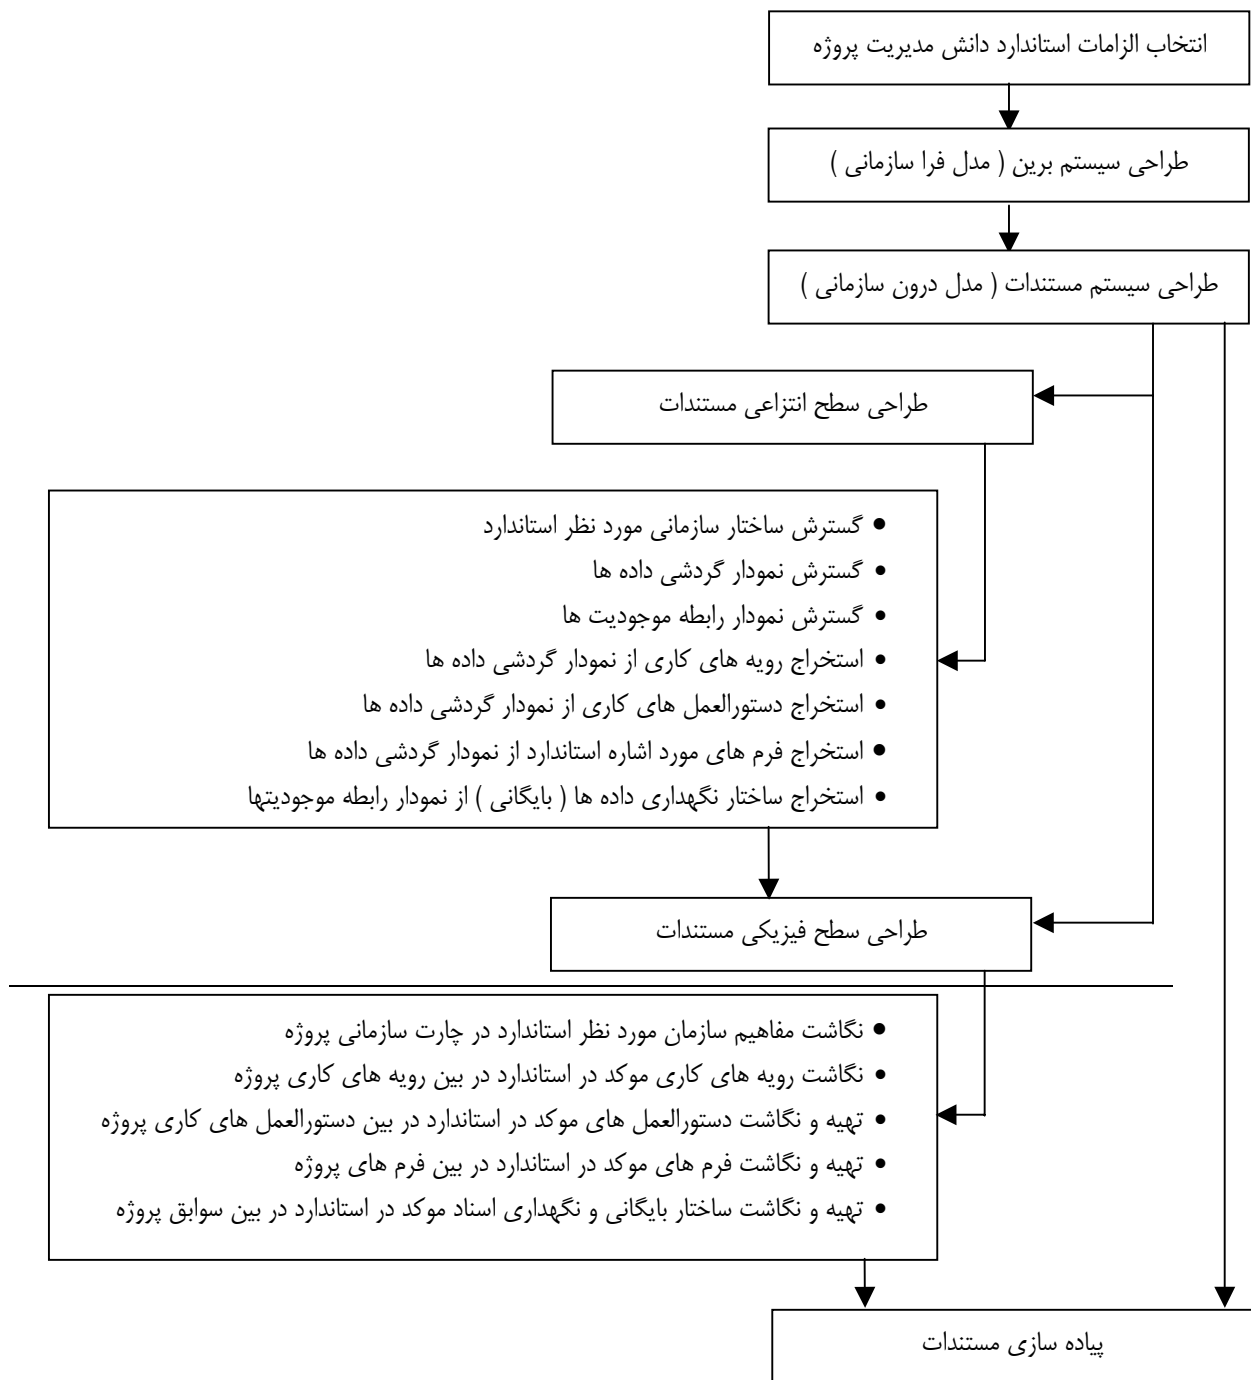 انتخاب الزامات استاندارد دانش مدیریت پروژه
طراحی سیستم برین ( مدل فرا سازمانی )
طراحی سیستم مستندات ( مدل درون سازمانی )
طراحی سطح انتزاعی مستندات
• گسترش ساختار سازمانی مورد نظر استاندارد
• گسترش نمودار گردشی داده ها
• گسترش نمودار رابطه موجودیت ها
• استخراج رویه های کاری از نمودار گردشی داده ها
• استخراج دستورالعمل های کاری از نمودار گردشی داده ها
• استخراج فرم های مورد اشاره استاندارد از نمودار گردشی داده ها
• استخراج ساختار نگهداری داده ها ( بایگانی ) از نمودار رابطه موجودیتها
طراحی سطح فیزیکی مستندات
• نگاشت مفاهیم سازمان مورد نظر استاندارد در چارت سازمانی پروژه
• نگاشت رویه های کاری موکد در استاندارد در بین رویه های کاری پروژه
• تهیه و نگاشت دستورالعمل های موکد در استاندارد در بین دستورالعمل های کاری پروژه
• تهیه و نگاشت فرم های موکد در استاندارد در بین فرم های پروژه
• تهیه و نگاشت ساختار بایگانی و نگهداری اسناد موکد در استاندارد در بین سوابق پروژه
پیاده سازی مستندات